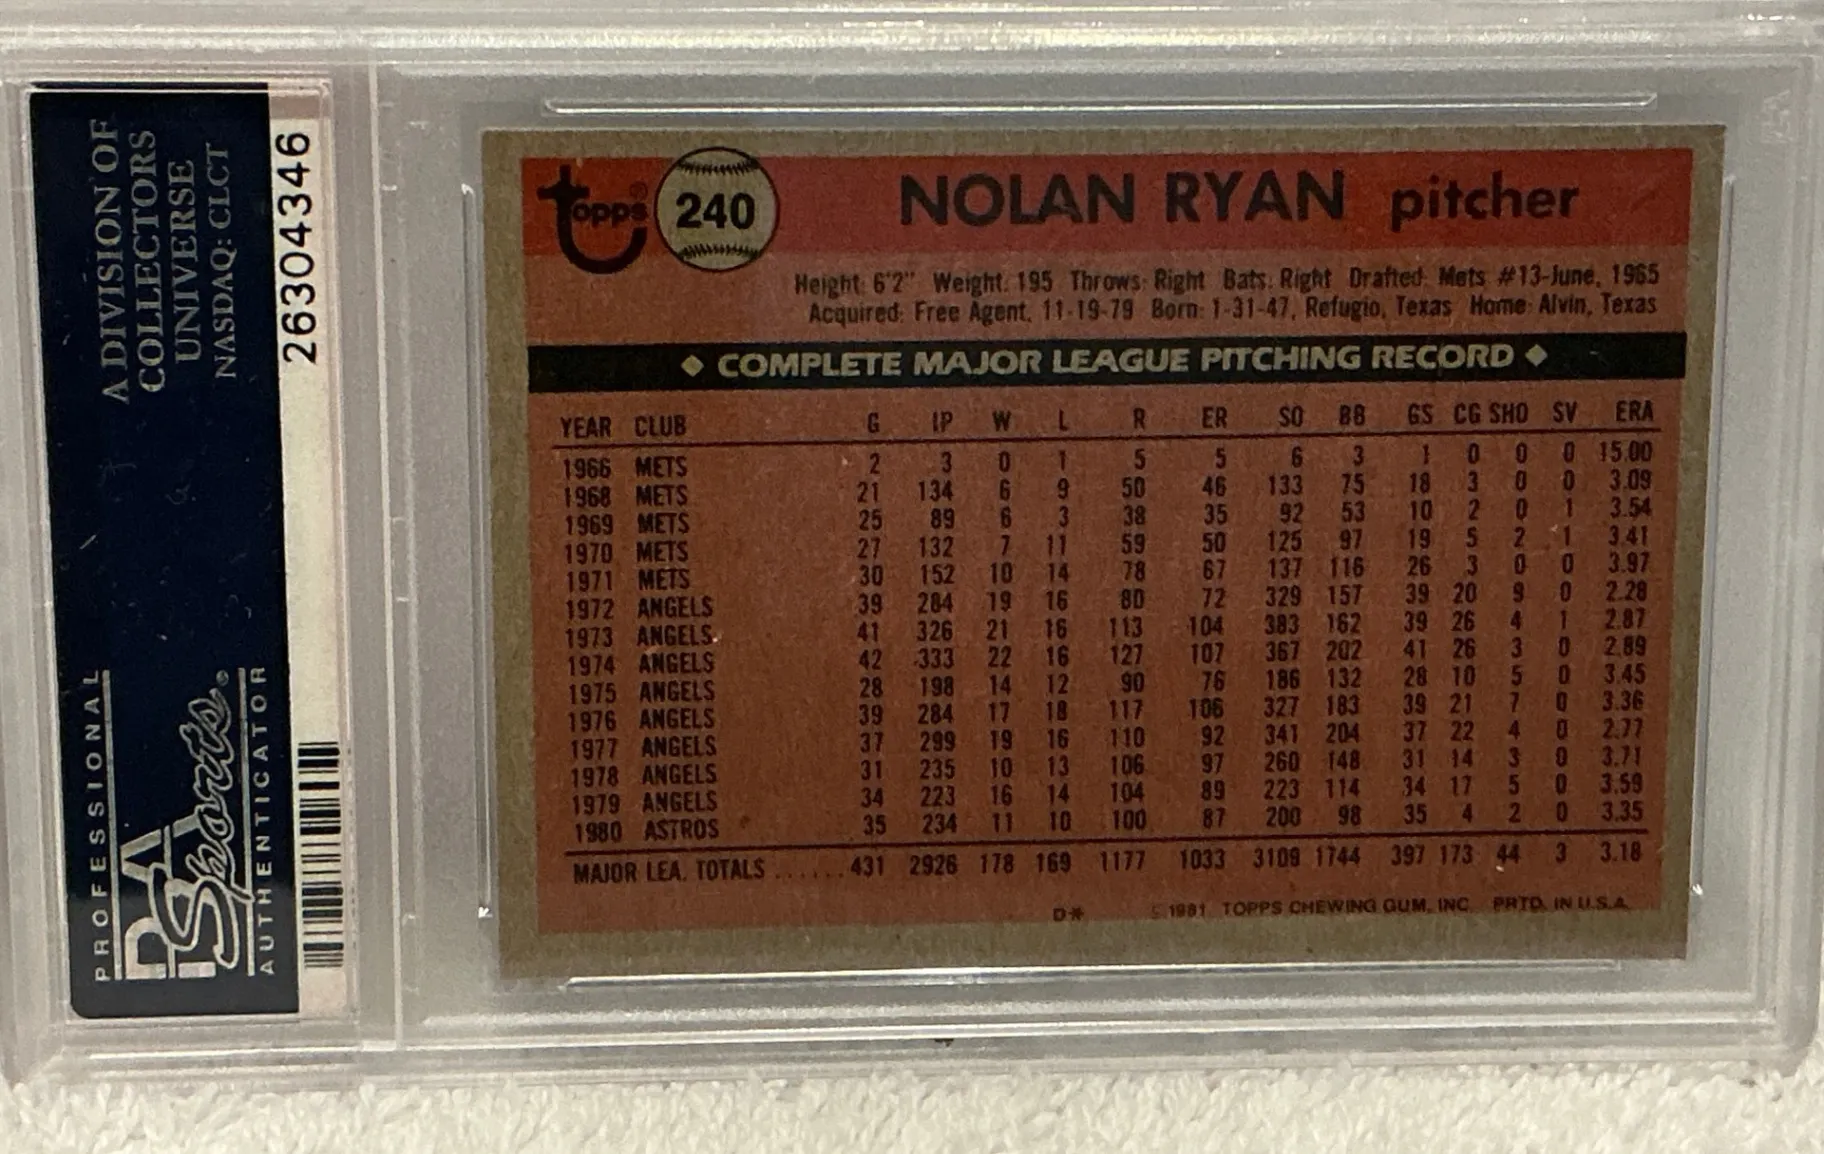 A DIVISION OF
COLLECTORS
UNIVERSE
NASDAQ: CLCT
26304346
PROFESSIONAL
PSA
Sports®
AUTHENTICATOR
Topps®
240
NOLAN RYAN pitcher
Height: 6'2" Weight: 195 Throws: Right Bats: Right Drafted: Mets #13-June, 1965
Acquired: Free Agent, 11-19-79 Born: 1-31-47, Refugio, Texas Home: Alvin, Texas
◆ COMPLETE MAJOR LEAGUE PITCHING RECORD ◆
YEAR CLUB G IP W L R ER SO BB GS CG SHO SV ERA
1966 METS 2 3 0 1 5 5 6 3 1 0 0 0 15.00
1968 METS 21 134 6 9 50 46 133 75 18 3 0 0 3.09
1969 METS 25 89 6 3 38 35 92 53 10 2 0 1 3.54
1970 METS 27 132 7 11 59 50 125 97 19 5 2 1 3.41
1971 METS 30 152 10 14 78 67 137 116 26 3 0 0 3.97
1972 ANGELS 39 284 19 16 80 72 329 157 39 20 9 0 2.28
1973 ANGELS 41 326 21 16 113 104 383 162 39 26 4 1 2.87
1974 ANGELS 42 333 22 16 127 107 367 202 41 26 3 0 2.89
1975 ANGELS 28 198 14 12 90 76 186 132 28 10 5 0 3.45
1976 ANGELS 39 284 17 18 117 106 327 183 39 21 7 0 3.36
1977 ANGELS 37 299 19 16 110 92 341 204 37 22 4 0 2.77
1978 ANGELS 31 235 10 13 106 97 260 148 31 14 3 0 3.71
1979 ANGELS 34 223 16 14 104 89 223 114 34 17 5 0 3.59
1980 ASTROS 35 234 11 10 100 87 200 98 35 4 2 0 3.35
MAJOR LEA. TOTALS ...... 431 2926 178 169 1177 1033 3109 1744 397 173 44 3 3.18
D* ©1981 TOPPS CHEWING GUM, INC. PRTD. IN U.S.A.